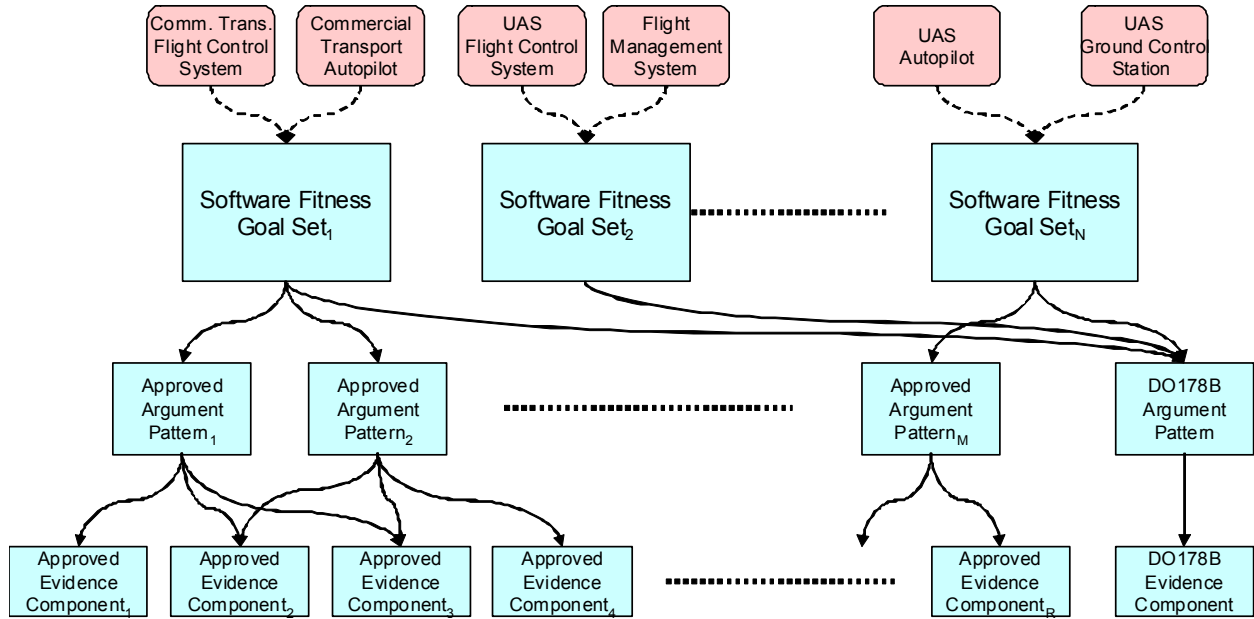 Comm. Trans.
Flight Control
System
Commercial
Transport
Autopilot
UAS
Flight Control
System
Flight
Management
System
UAS
Autopilot
UAS
Ground Control
Station
Software Fitness
Goal Set1
Software Fitness
Goal Set2
Software Fitness
Goal SetN
Approved
Argument
Pattern1
Approved
Argument
Pattern2
Approved
Argument
PatternM
DO178B
Argument
Pattern
Approved
Evidence
Component1
Approved
Evidence
Component2
Approved
Evidence
Component3
Approved
Evidence
Component4
Approved
Evidence
ComponentR
DO178B
Evidence
Component